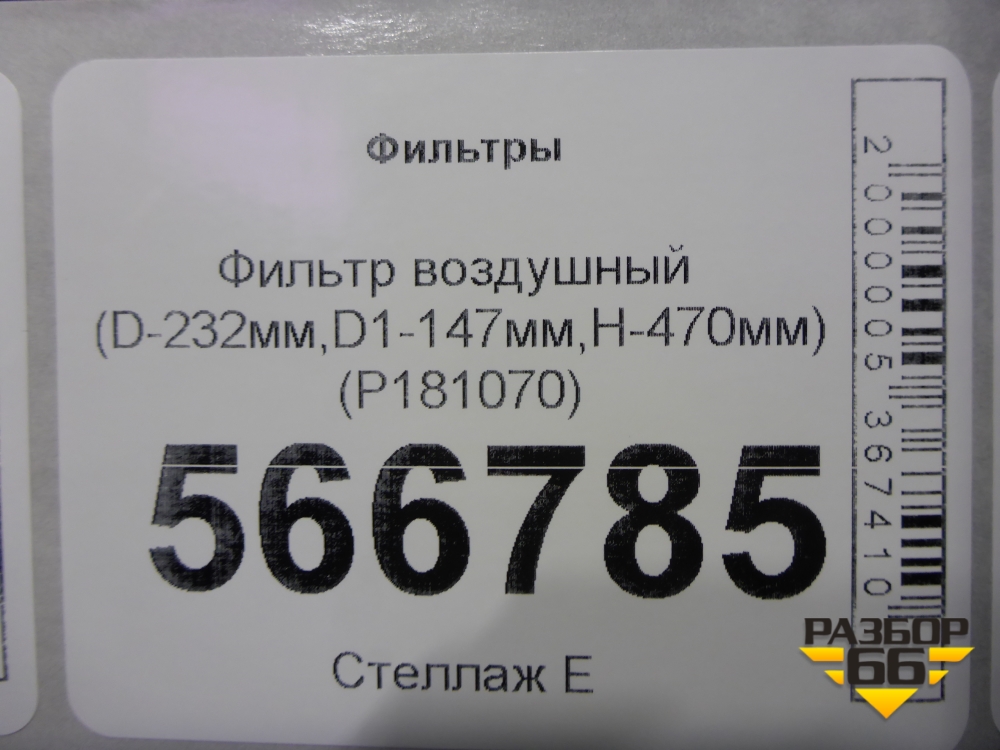 Фильтры
Фильтр воздушный
(D-232мм,D1-147мм,H-470мм)
(P181070)
566785
Стеллаж Е
2000005367410
РАЗБОР
66